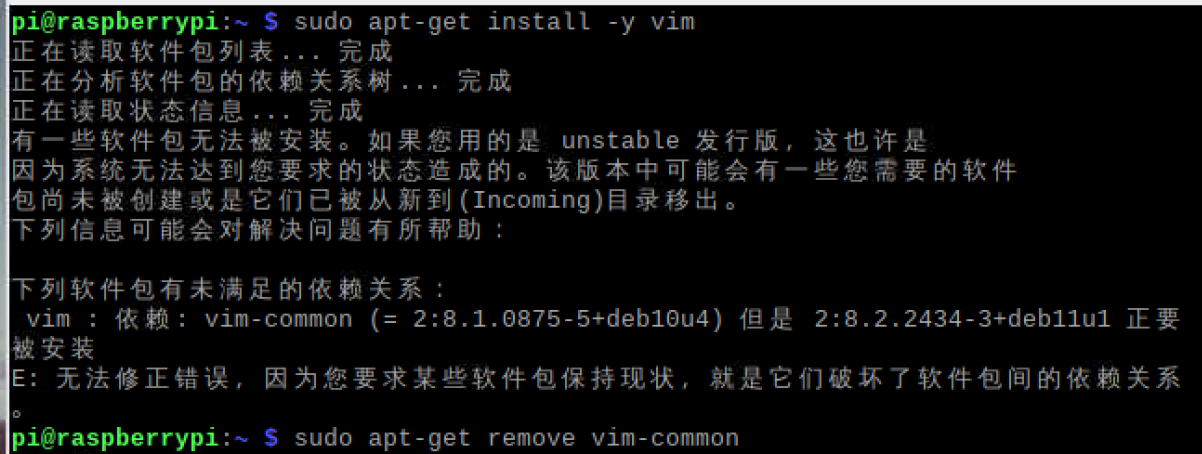 pi@raspberrypi:~ $ sudo apt-get install -y vim
正在读取软件包列表... 完成
正在分析软件包的依赖关系树... 完成
正在读取状态信息... 完成
有一些软件包无法被安装。如果您用的是 unstable 发行版，这也许是
因为系统无法达到您要求的状态造成的。该版本中可能会有一些您需要的软件
包尚未被创建或是它们已被从新到(Incoming)目录移出。
下列信息可能会对解决问题有所帮助：
下列软件包有未满足的依赖关系：
 vim : 依赖: vim-common (= 2:8.1.0875-5+deb10u4) 但是 2:8.2.2434-3+deb11u1 正要
被安装
E: 无法修正错误，因为您要求某些软件包保持现状，就是它们破坏了软件包间的依赖关系
。
pi@raspberrypi:~ $ sudo apt-get remove vim-common